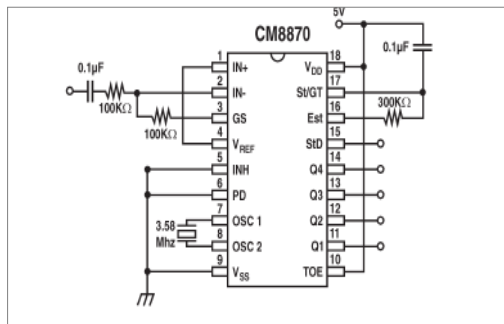 5V
CM8870
0.1µF
0.1µF
100KΩ
100KΩ
300KΩ
1 IN+
2 IN-
3 GS
4 VREF
5 INH
6 PD
7 OSC 1
8 OSC 2
9 VSS
18 VDD
17 St/GT
16 Est
15 StD
14 Q4
13 Q3
12 Q2
11 Q1
10 TOE
3.58
Mhz